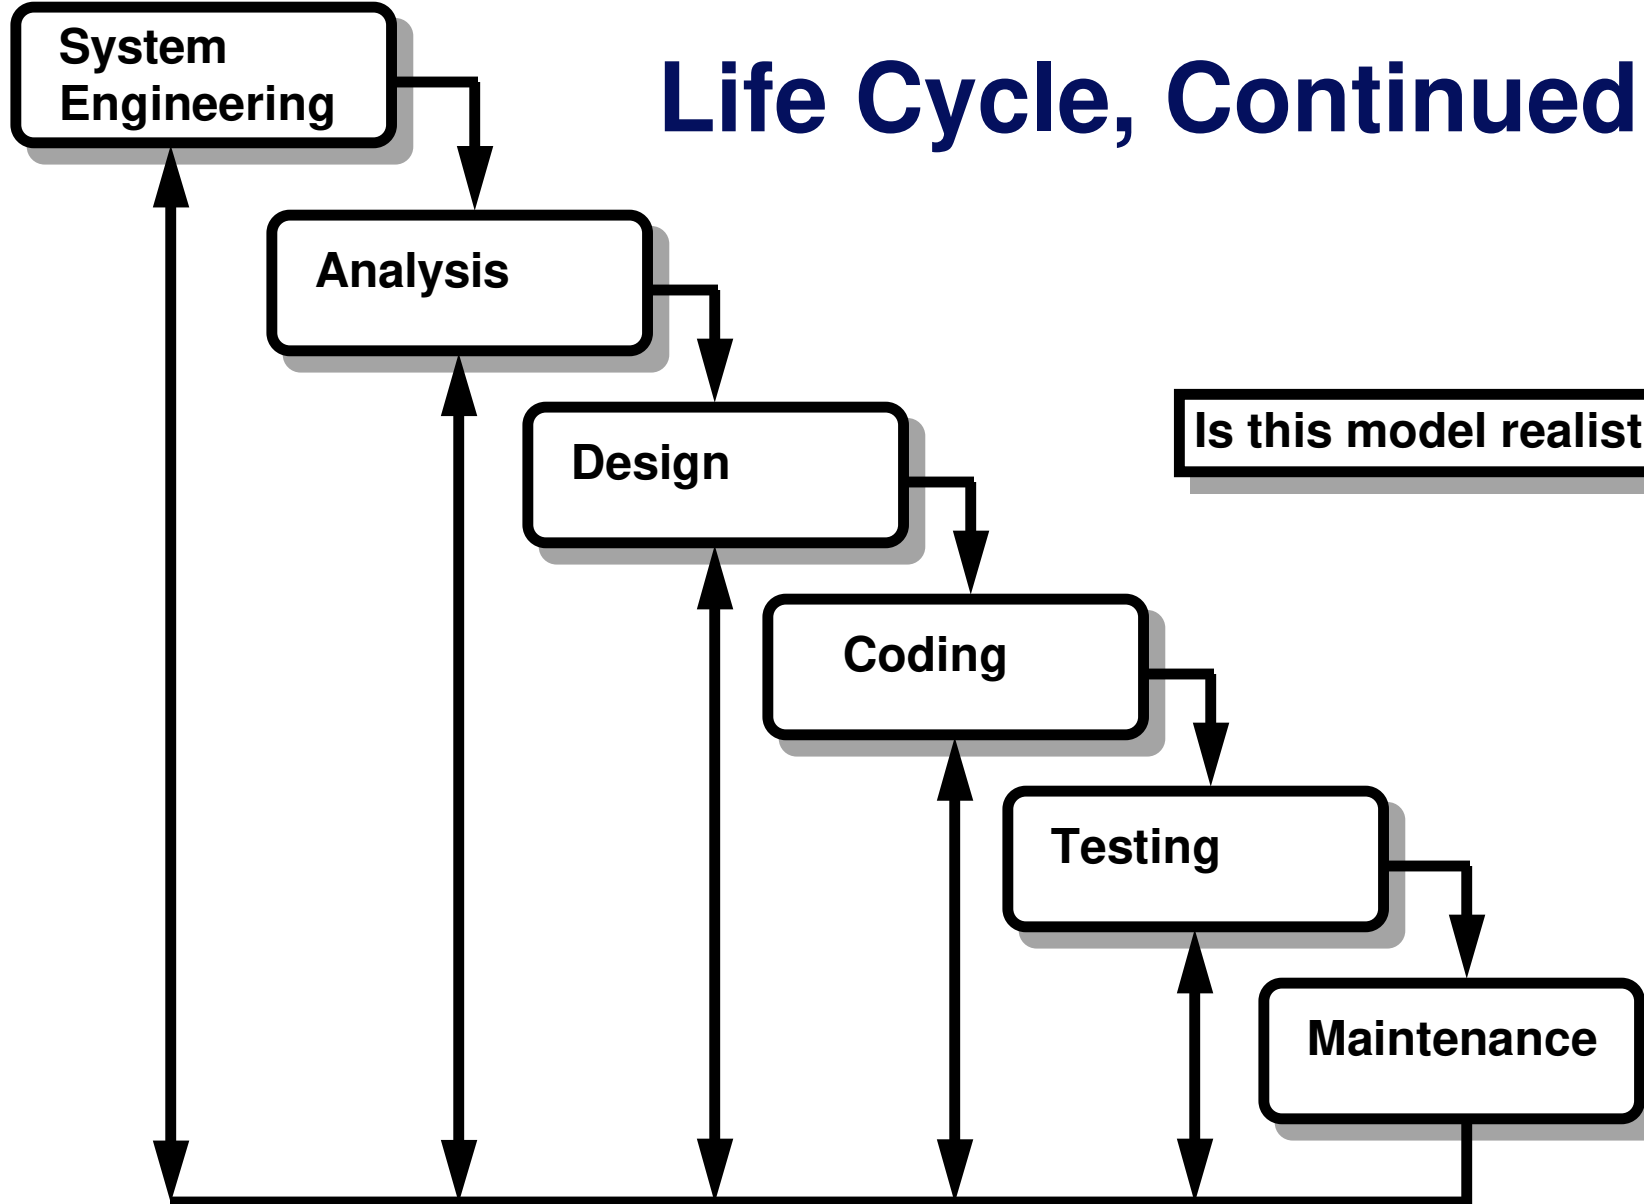 System
Engineering
Life Cycle, Continued
Analysis
Design
Is this model realist
Coding
Testing
Maintenance